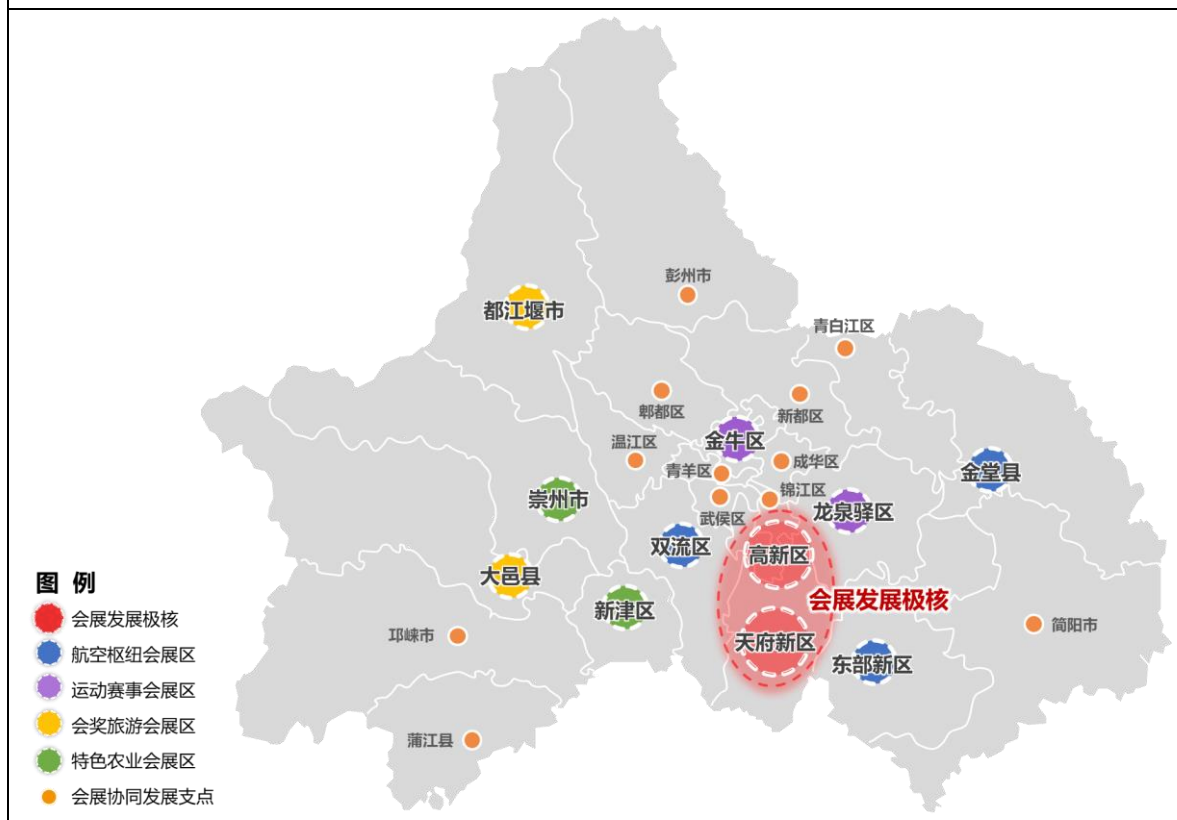 彭州市
都江堰市
青白江区
郫都区
新都区
金牛区
温江区
成华区
青羊区
金堂县
崇州市
锦江区
武侯区
龙泉驿区
双流区
高新区
大邑县
会展发展极核
新津区
简阳市
邛崃市
天府新区
东部新区
蒲江县
图 例
会展发展极核
航空枢纽会展区
运动赛事会展区
会奖旅游会展区
特色农业会展区
会展协同发展支点